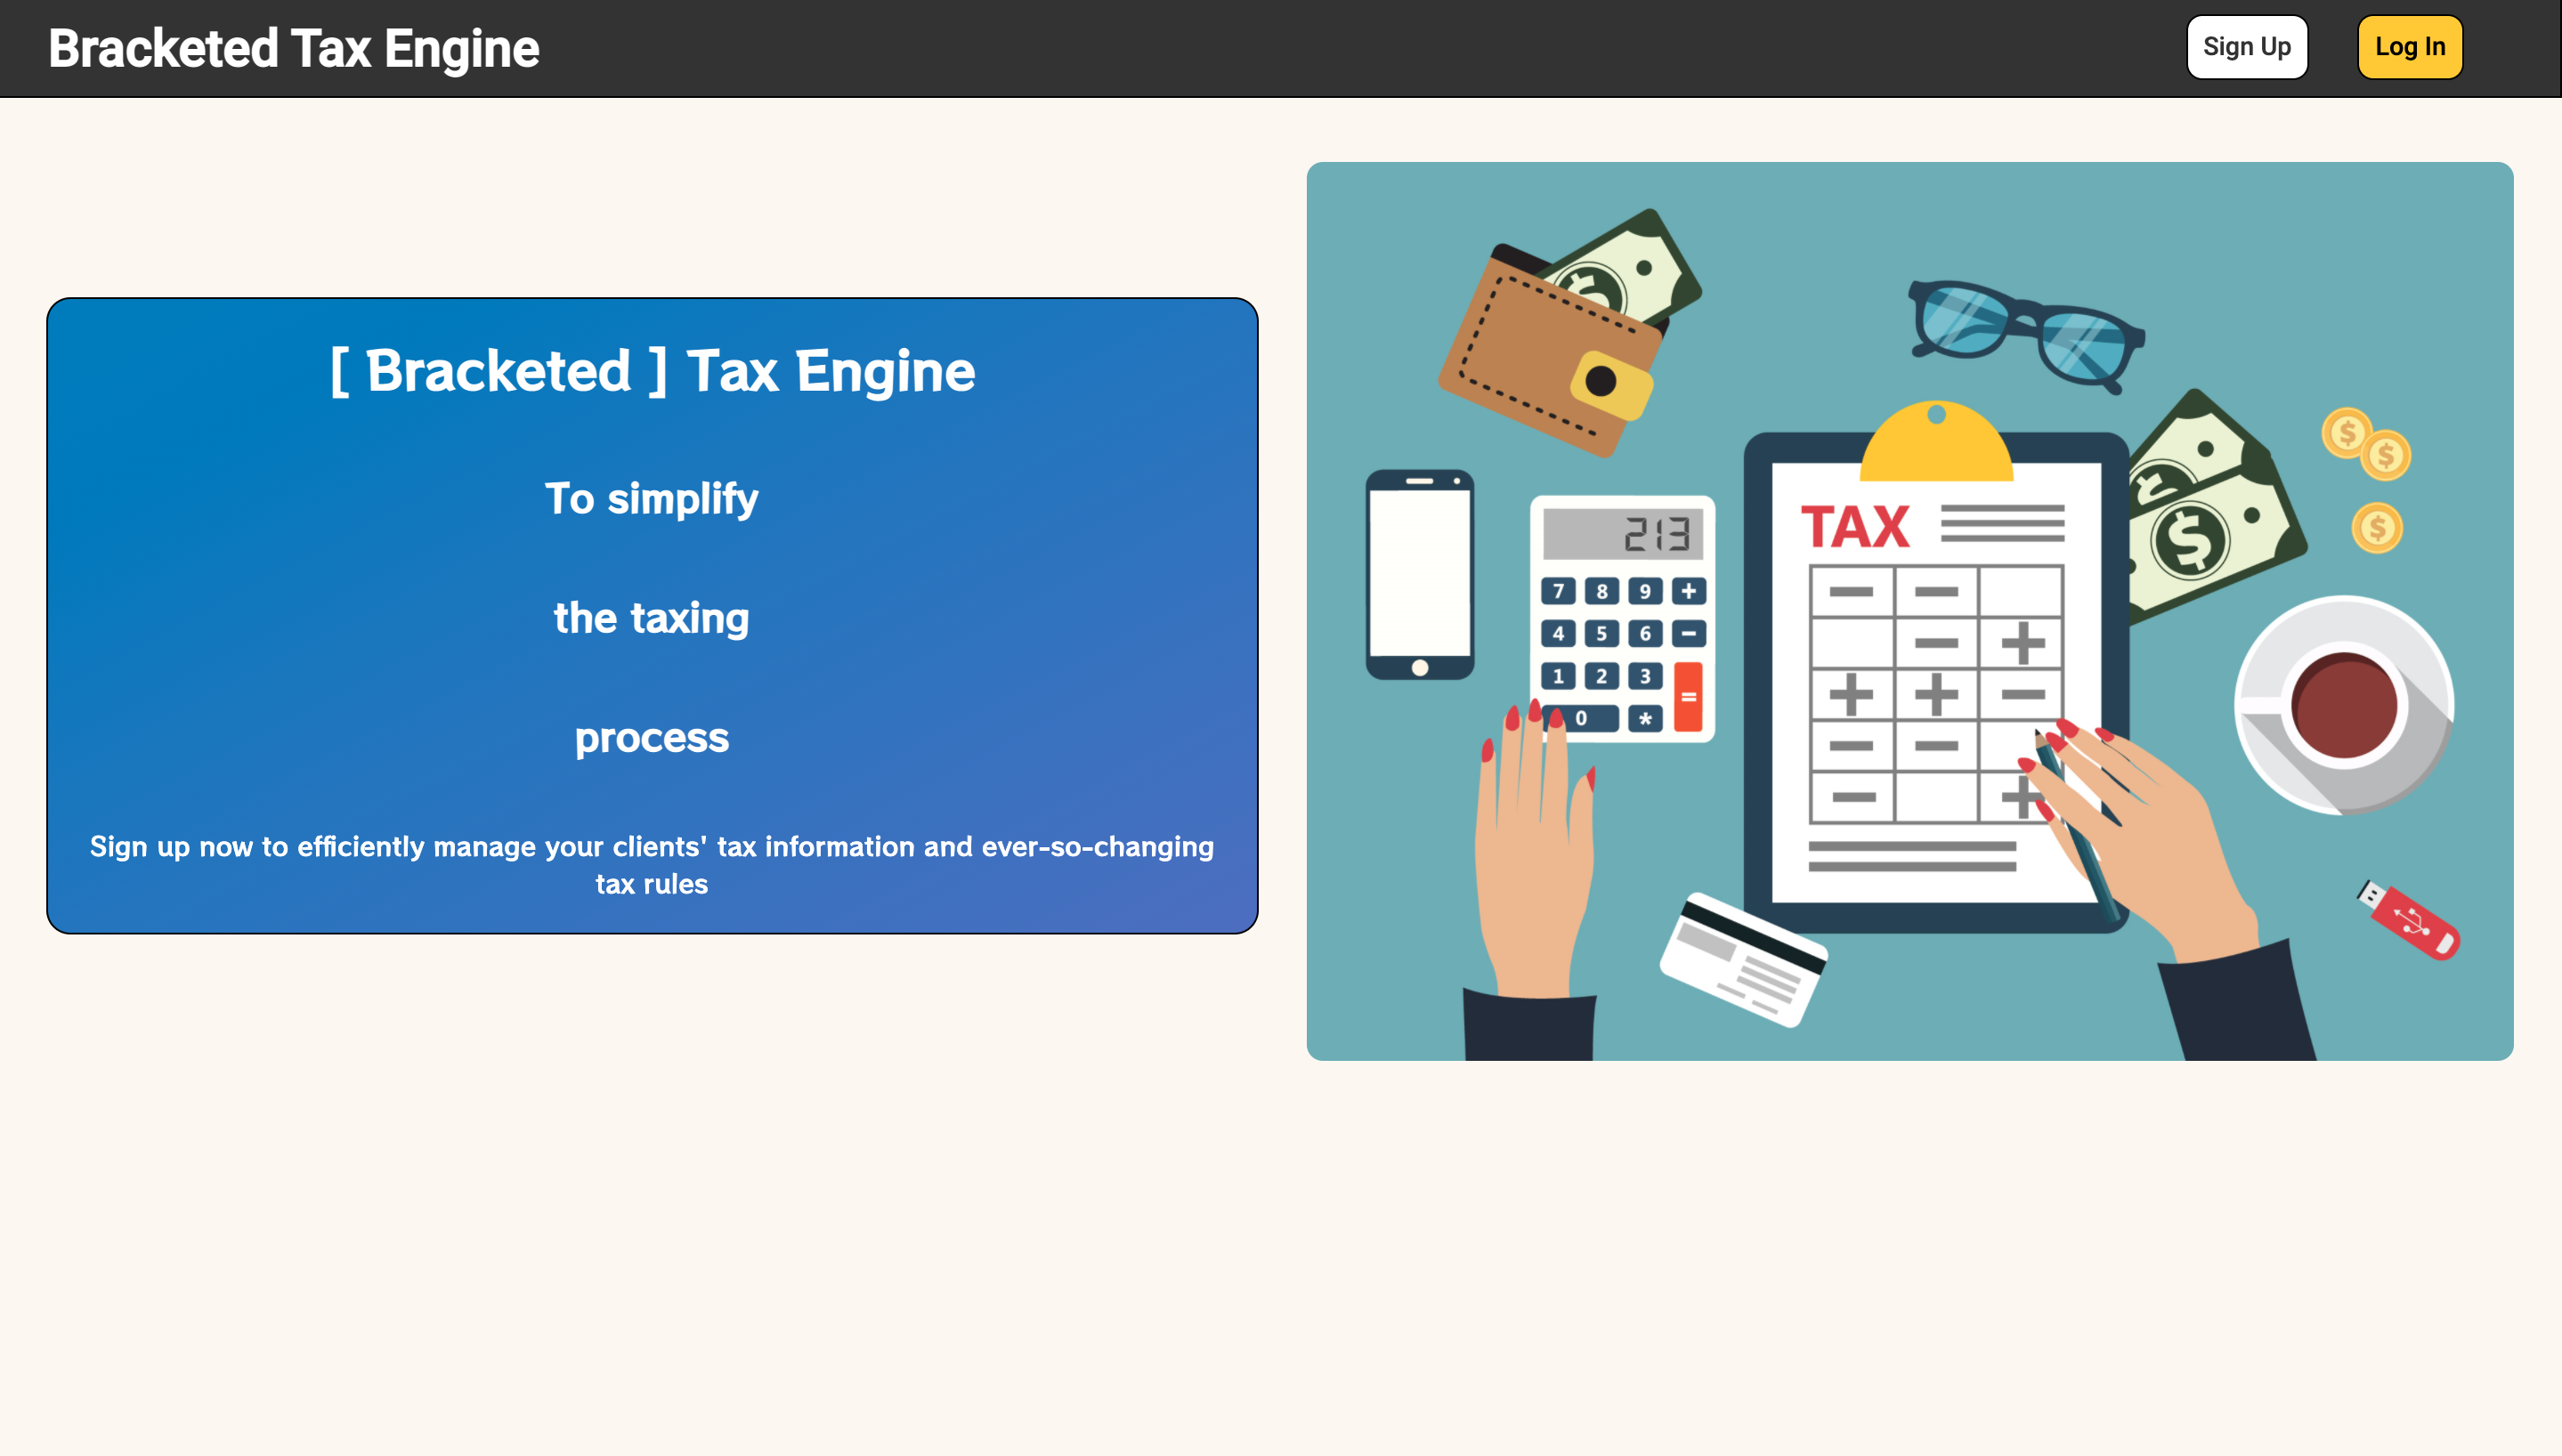 Bracketed Tax Engine
Sign Up
Log In
[ Bracketed ] Tax Engine
To simplify
the taxing
process
Sign up now to efficiently manage your clients' tax information and ever-so-changing
tax rules
213
7 8 9 +
4 5 6 −
1 2 3 =
0 *
TAX
− −
− +
+ + −
− −
− +
$
$
$
$
$
$